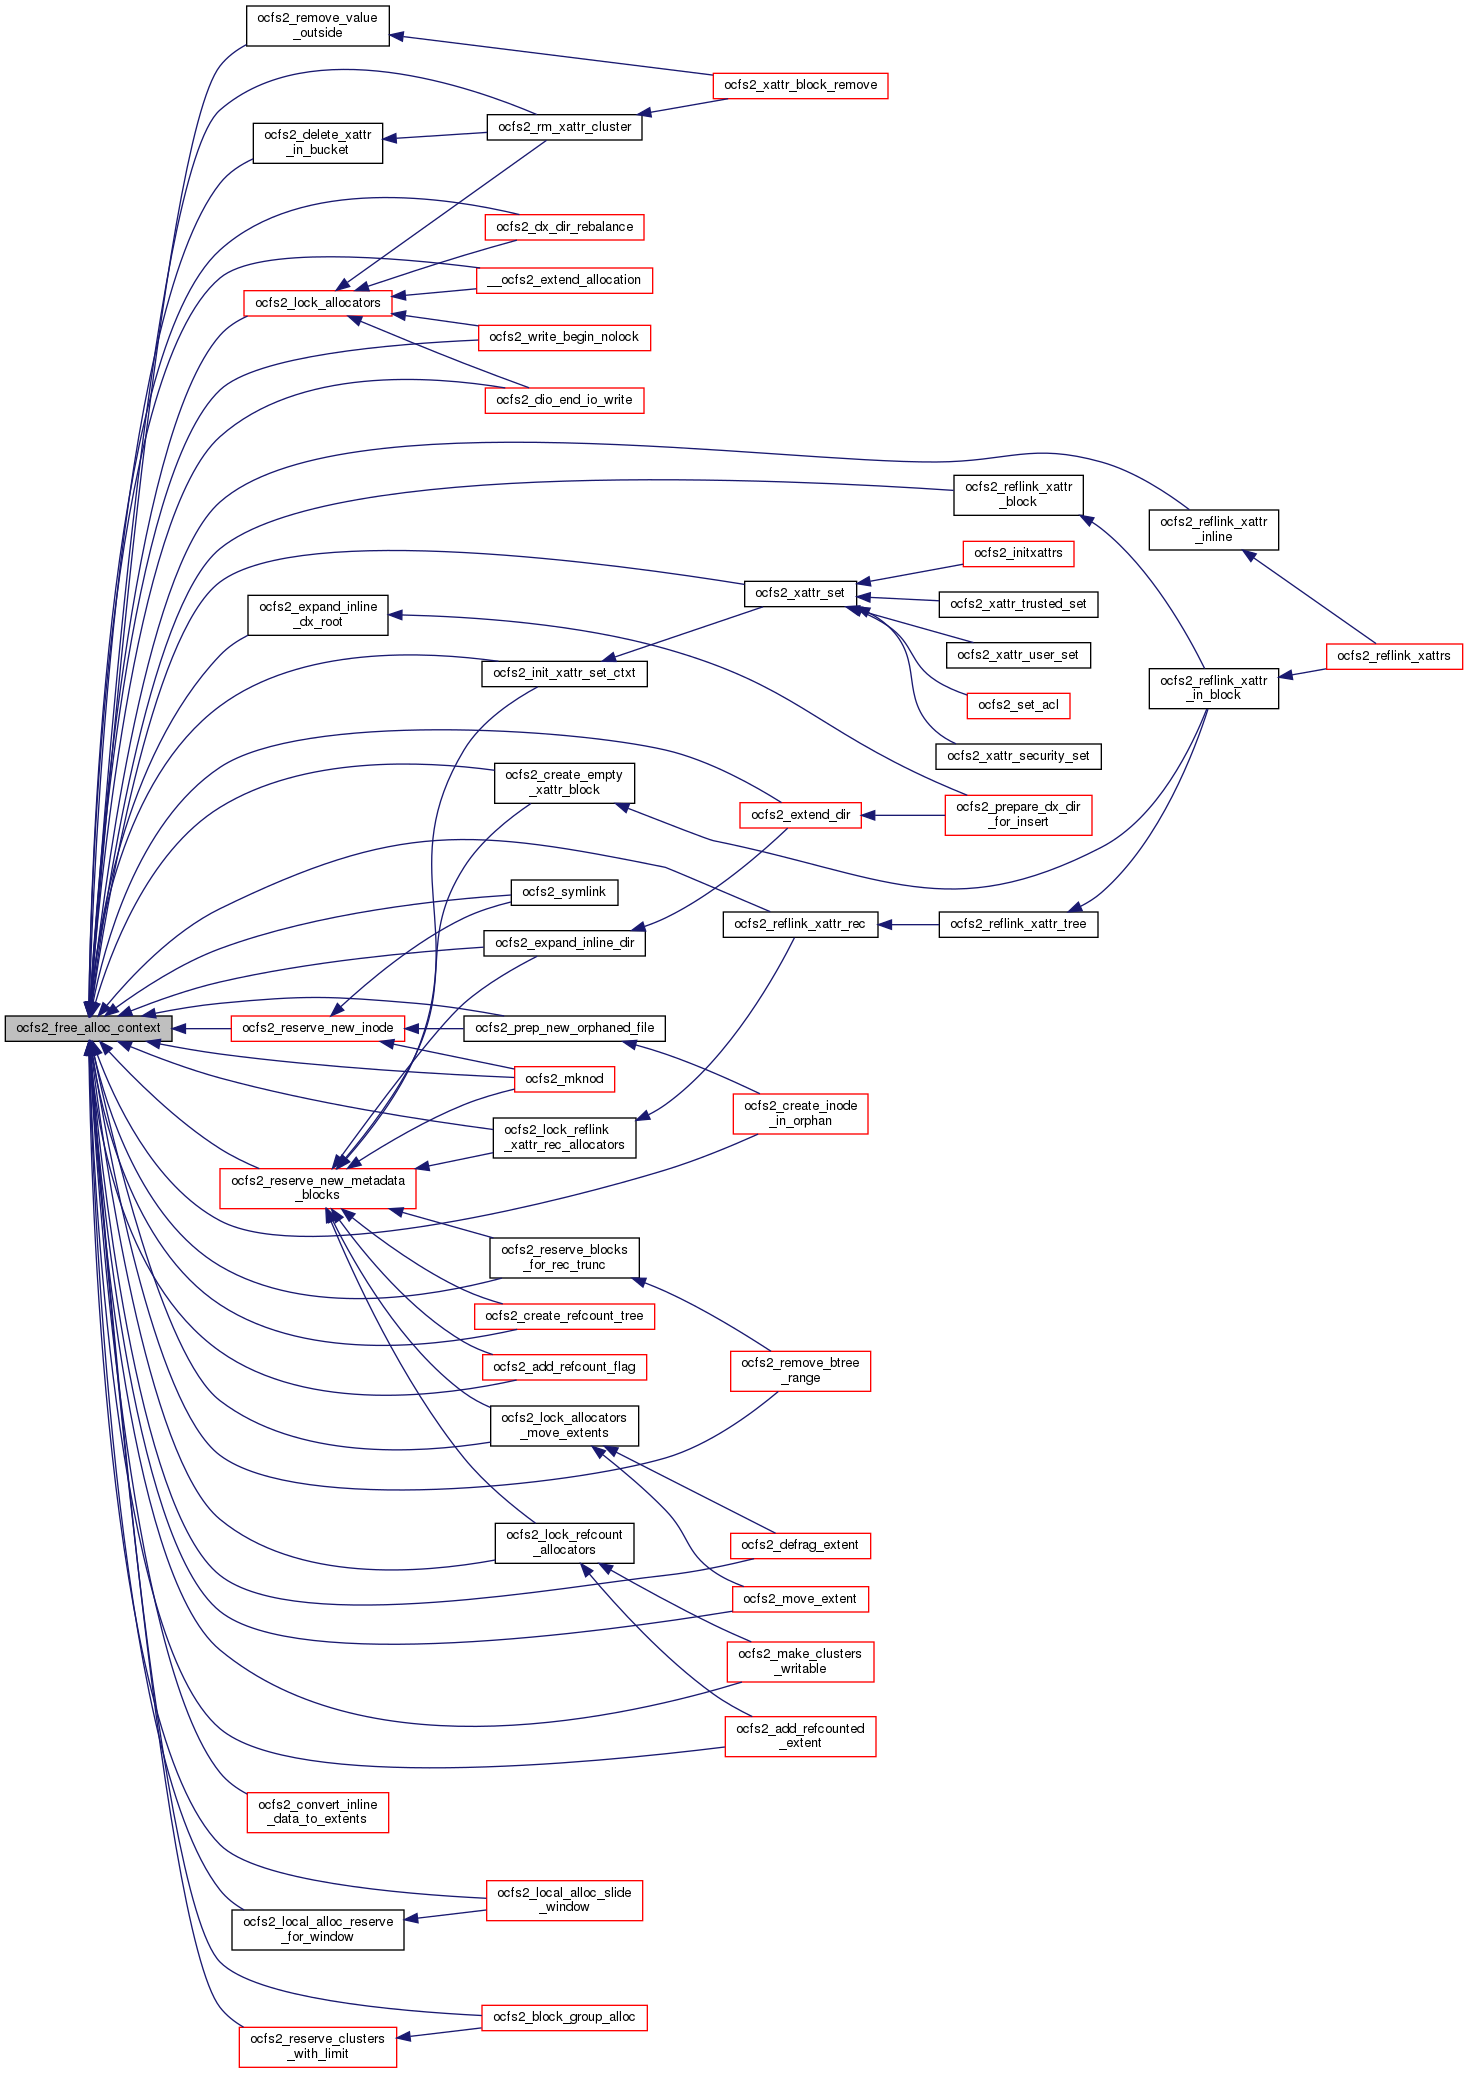 ocfs2_remove_value
_outside
ocfs2_xattr_block_remove
ocfs2_rm_xattr_cluster
ocfs2_delete_xattr
_in_bucket
ocfs2_dx_dir_rebalance
__ocfs2_extend_allocation
ocfs2_lock_allocators
ocfs2_write_begin_nolock
ocfs2_dio_end_io_write
ocfs2_reflink_xattr
_block
ocfs2_reflink_xattr
_inline
ocfs2_initxattrs
ocfs2_xattr_set
ocfs2_xattr_trusted_set
ocfs2_expand_inline
_dx_root
ocfs2_xattr_user_set
ocfs2_reflink_xattrs
ocfs2_init_xattr_set_ctxt
ocfs2_reflink_xattr
_in_block
ocfs2_set_acl
ocfs2_xattr_security_set
ocfs2_create_empty
_xattr_block
ocfs2_extend_dir
ocfs2_prepare_dx_dir
_for_insert
ocfs2_symlink
ocfs2_reflink_xattr_rec
ocfs2_reflink_xattr_tree
ocfs2_expand_inline_dir
ocfs2_free_alloc_context
ocfs2_reserve_new_inode
ocfs2_prep_new_orphaned_file
ocfs2_mknod
ocfs2_create_inode
_in_orphan
ocfs2_lock_reflink
_xattr_rec_allocators
ocfs2_reserve_new_metadata
_blocks
ocfs2_reserve_blocks
_for_rec_trunc
ocfs2_create_refcount_tree
ocfs2_add_refcount_flag
ocfs2_remove_btree
_range
ocfs2_lock_allocators
_move_extents
ocfs2_lock_refcount
_allocators
ocfs2_defrag_extent
ocfs2_move_extent
ocfs2_make_clusters
_writable
ocfs2_add_refcounted
_extent
ocfs2_convert_inline
_data_to_extents
ocfs2_local_alloc_slide
_window
ocfs2_local_alloc_reserve
_for_window
ocfs2_block_group_alloc
ocfs2_reserve_clusters
_with_limit